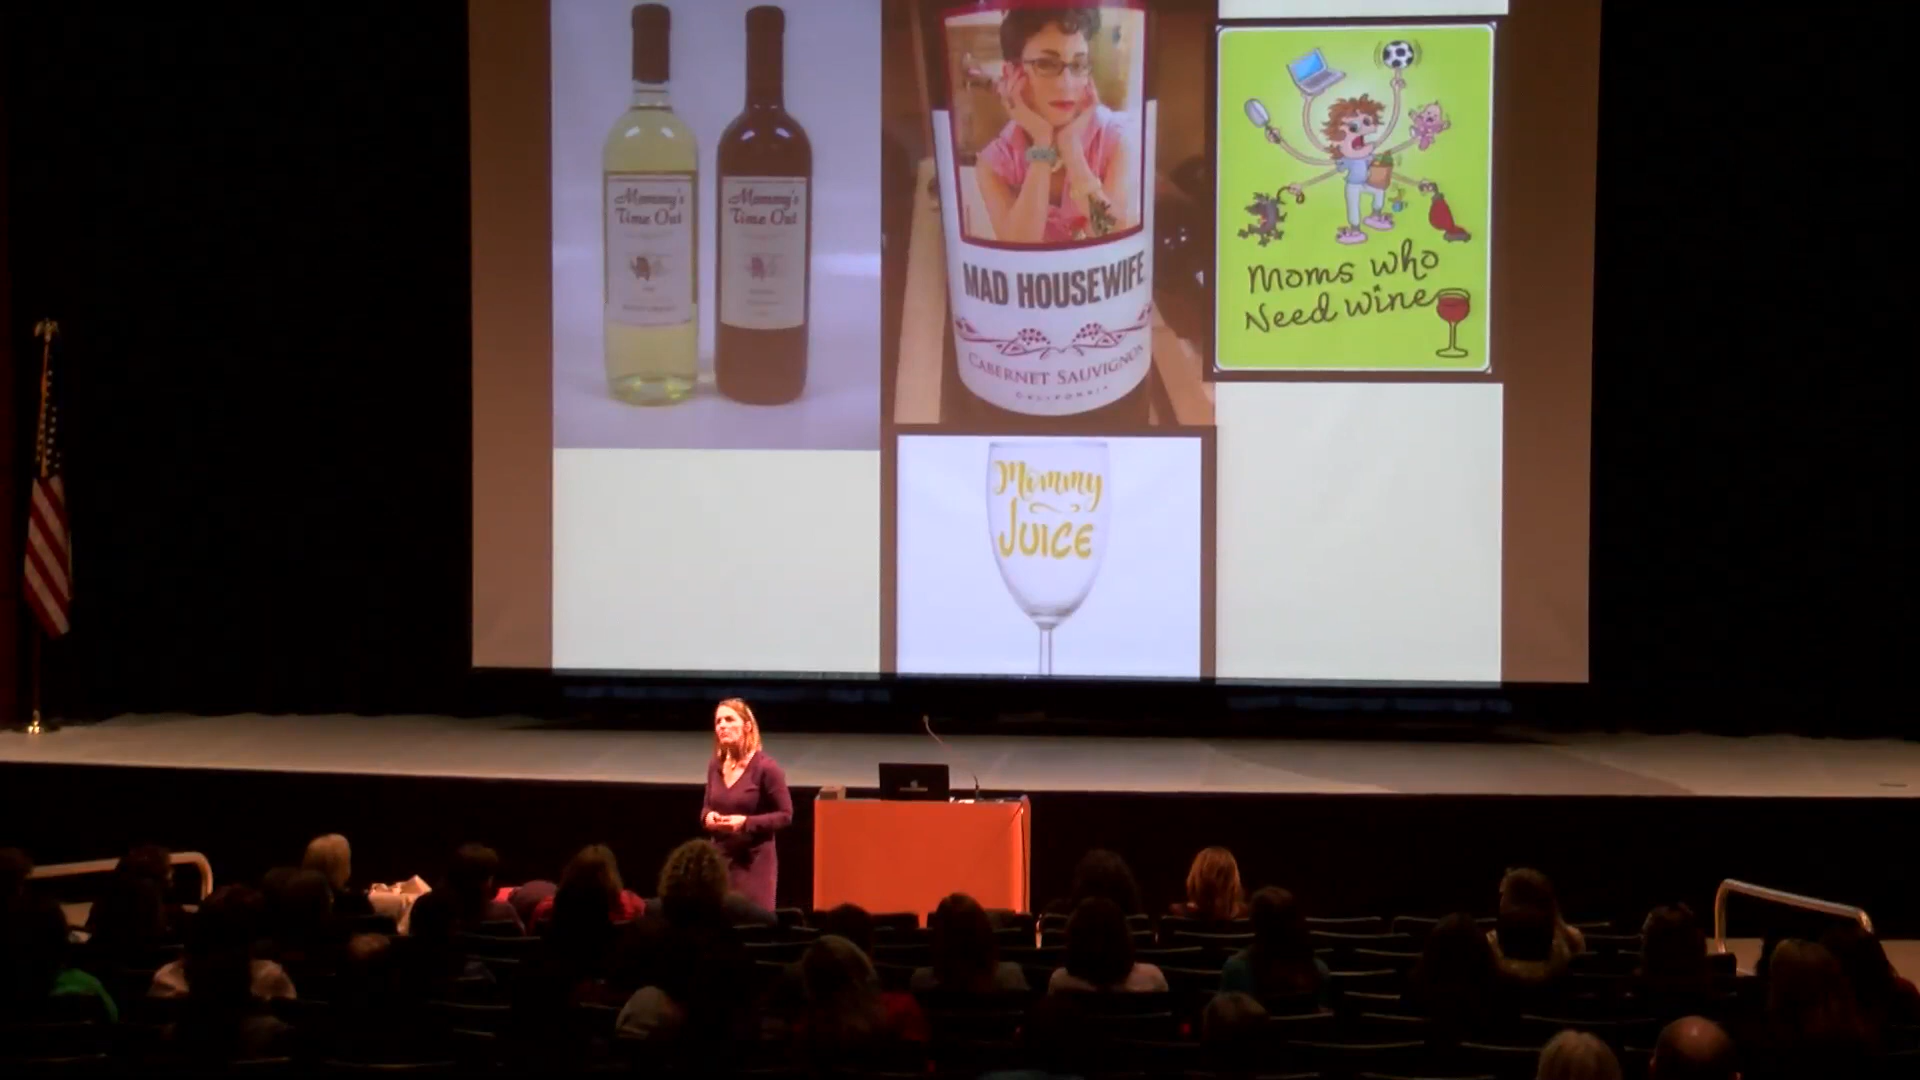 Mommy's
Time Out
Mommy's
Time Out
MAD HOUSEWIFE
CABERNET SAUVIGNON
CALIFORNIA
Moms who
Need wine
Mommy
JUICE